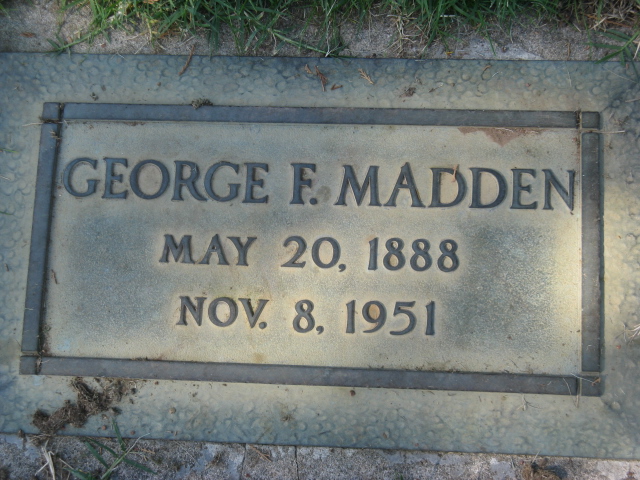 GEORGE F. MADDEN
MAY 20, 1888
NOV. 8, 1951